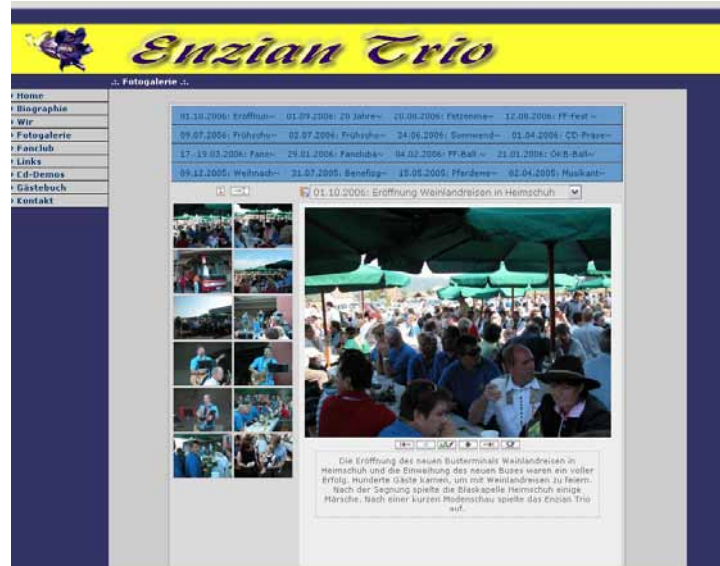 Enzian Trio
.:. Fotogalerie .:.
Home
Biographie
Wir
Fotogalerie
Fanclub
Links
Cd-Demos
Gästebuch
Kontakt
01.10.2006: Eröffnun~ 01.09.2006: 20 Jahre~ 20.08.2006: Fetzenme~ 12.08.2006: FF-Fest ~
09.07.2006: Frühscho~ 02.07.2006: Frühscho~ 24.06.2006: Sonnwend~ 01.04.2006: CD-Präse~
17.-19.03.2006: Fanr~ 29.01.2006: Fancluba~ 04.02.2006: FF-Ball ~ 21.01.2006: ÖKB-Ball~
09.12.2005: Weihnach~ 31.07.2005: Benefizg~ 15.05.2005: Pferdeme~ 02.04.2005: Musikant~
01.10.2006: Eröffnung Weinlandreisen in Heimschuh
Die Eröffnung des neuen Busterminals Weinlandreisen in
Heimschuh und die Einweihung des neuen Buses waren ein voller
Erfolg. Hunderte Gäste kamen, um mit Weinlandreisen zu feiern.
Nach der Segnung spielte die Blaskapelle Heimschuh einige
Märsche. Nach einer kurzen Modenschau spielte das Enzian Trio
auf.